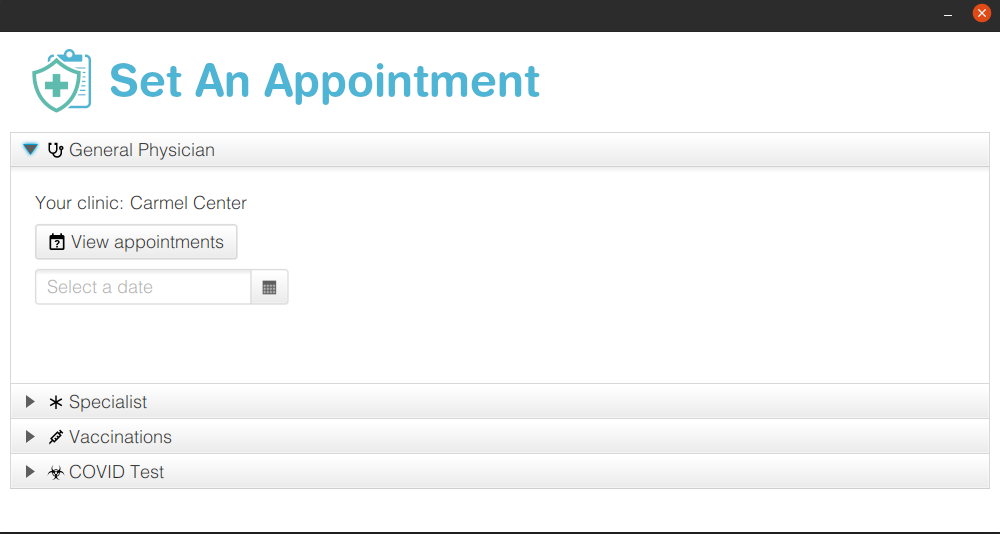 Set An Appointment
General Physician
Your clinic: Carmel Center
View appointments
Select a date
Specialist
Vaccinations
COVID Test